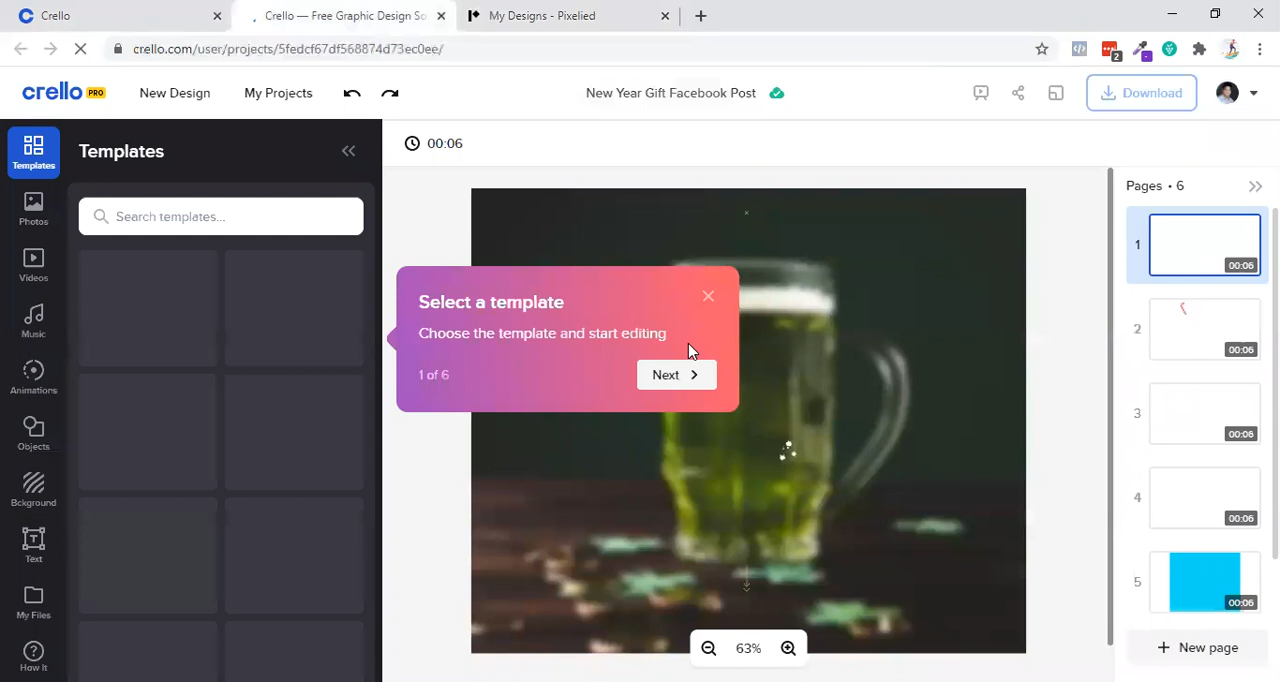 Crello
Crello — Free Graphic Design So
My Designs - Pixelied
crello.com/user/projects/5fedcf67df568874d73ec0ee/
2
crello PRO
New Design
My Projects
New Year Gift Facebook Post
Download
Templates
Photos
Videos
Music
Animations
Objects
Bckground
Text
My Files
How It
Templates
Search templates...
00:06
Select a template
Choose the template and start editing
1 of 6
Next
63%
Pages • 6
1
00:06
2
00:06
3
00:06
4
00:06
5
00:06
New page